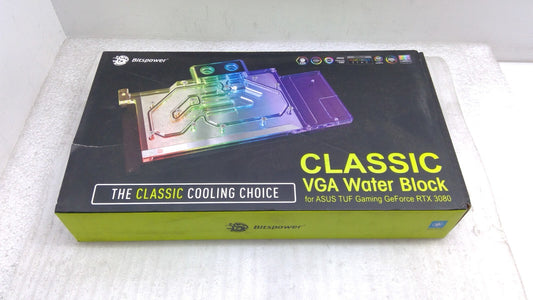 Bitspower
CLASSIC
VGA Water Block
for ASUS TUF Gaming GeForce RTX 3080
THE CLASSIC COOLING CHOICE
Bitspower